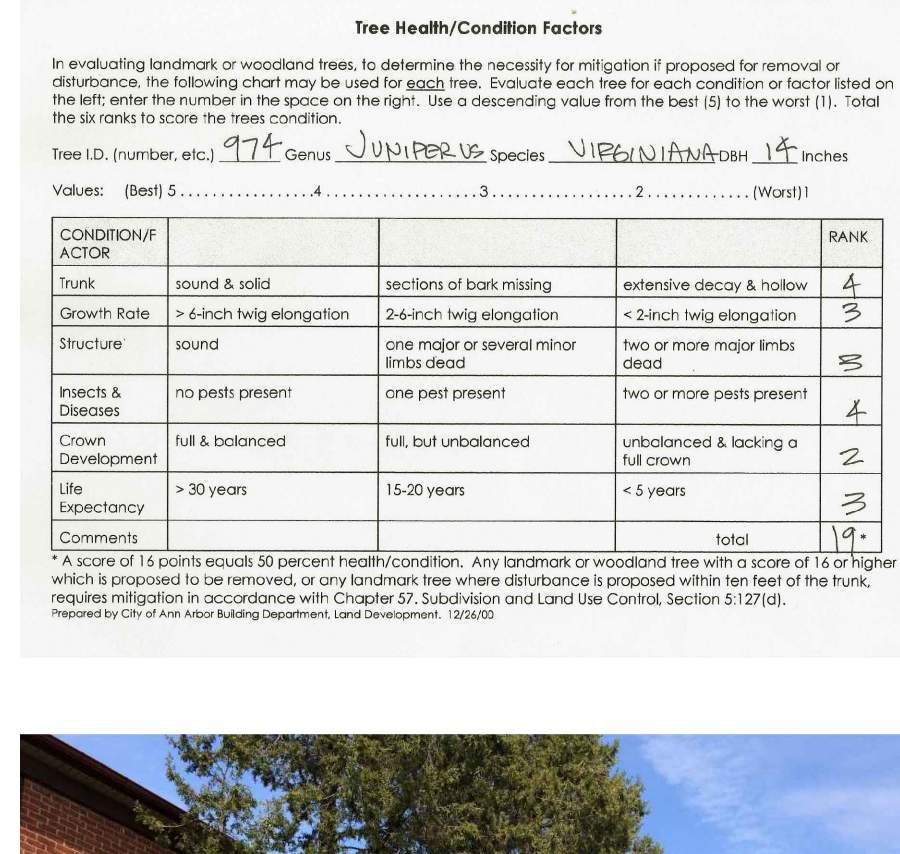 Tree Health/Condition Factors
In evaluating landmark or woodland trees, to determine the necessity for mitigation if proposed for removal or
disturbance, the following chart may be used for each tree. Evaluate each tree for each condition or factor listed on
the left; enter the number in the space on the right. Use a descending value from the best (5) to the worst (1). Total
the six ranks to score the trees condition.
Tree I.D. (number, etc.) 974 Genus JUNIPERUS Species VIRGINIANA DBH 14 Inches
Values: (Best) 5.................4.....................3...................2.............(Worst)1
CONDITION/F
ACTOR
RANK
Trunk sound & solid sections of bark missing extensive decay & hollow 4
Growth Rate > 6-inch twig elongation 2-6-inch twig elongation < 2-inch twig elongation 3
Structure sound one major or several minor
limbs dead two or more major limbs
dead 3
Insects &
Diseases no pests present one pest present two or more pests present 4
Crown
Development full & balanced full, but unbalanced unbalanced & lacking a
full crown 2
Life
Expectancy > 30 years 15-20 years < 5 years 3
Comments total 19*
* A score of 16 points equals 50 percent health/condition. Any landmark or woodland tree with a score of 16 or higher
which is proposed to be removed, or any landmark tree where disturbance is proposed within ten feet of the trunk,
requires mitigation in accordance with Chapter 57. Subdivision and Land Use Control, Section 5:127(d).
Prepared by City of Ann Arbor Building Department, Land Development. 12/26/00